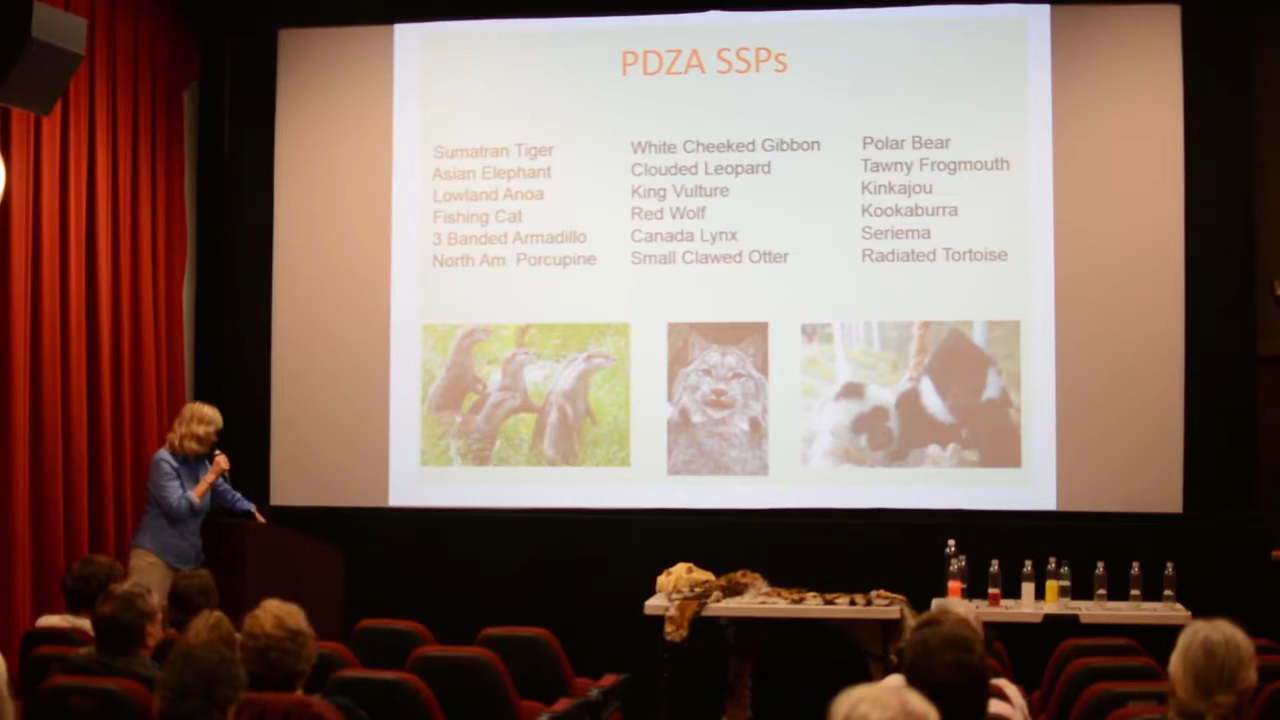 PDZA SSPs
Sumatran Tiger
Asian Elephant
Lowland Anoa
Fishing Cat
3 Banded Armadillo
North Am. Porcupine
White Cheeked Gibbon
Clouded Leopard
King Vulture
Red Wolf
Canada Lynx
Small Clawed Otter
Polar Bear
Tawny Frogmouth
Kinkajou
Kookaburra
Seriema
Radiated Tortoise